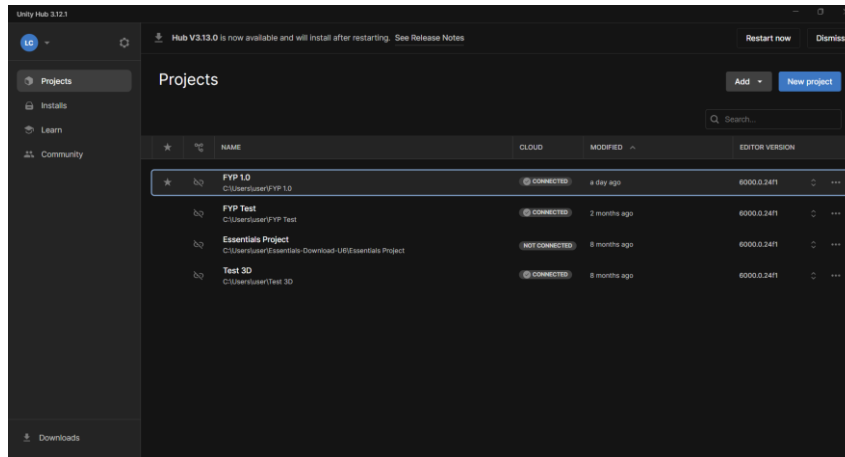 Unity Hub 3.12.1
LC
Hub V3.13.0 is now available and will install after restarting. See Release Notes
Restart now
Dismiss
Projects
Installs
Learn
Community
Downloads
Projects
Add
New project
Search...
NAME CLOUD MODIFIED EDITOR VERSION
FYP 1.0 CONNECTED a day ago 6000.0.24f1
C:\Users\user\FYP 1.0
FYP Test CONNECTED 2 months ago 6000.0.24f1
C:\Users\user\FYP Test
Essentials Project NOT CONNECTED 8 months ago 6000.0.24f1
C:\Users\user\Essentials-Download-U6\Essentials Project
Test 3D CONNECTED 8 months ago 6000.0.24f1
C:\Users\user\Test 3D